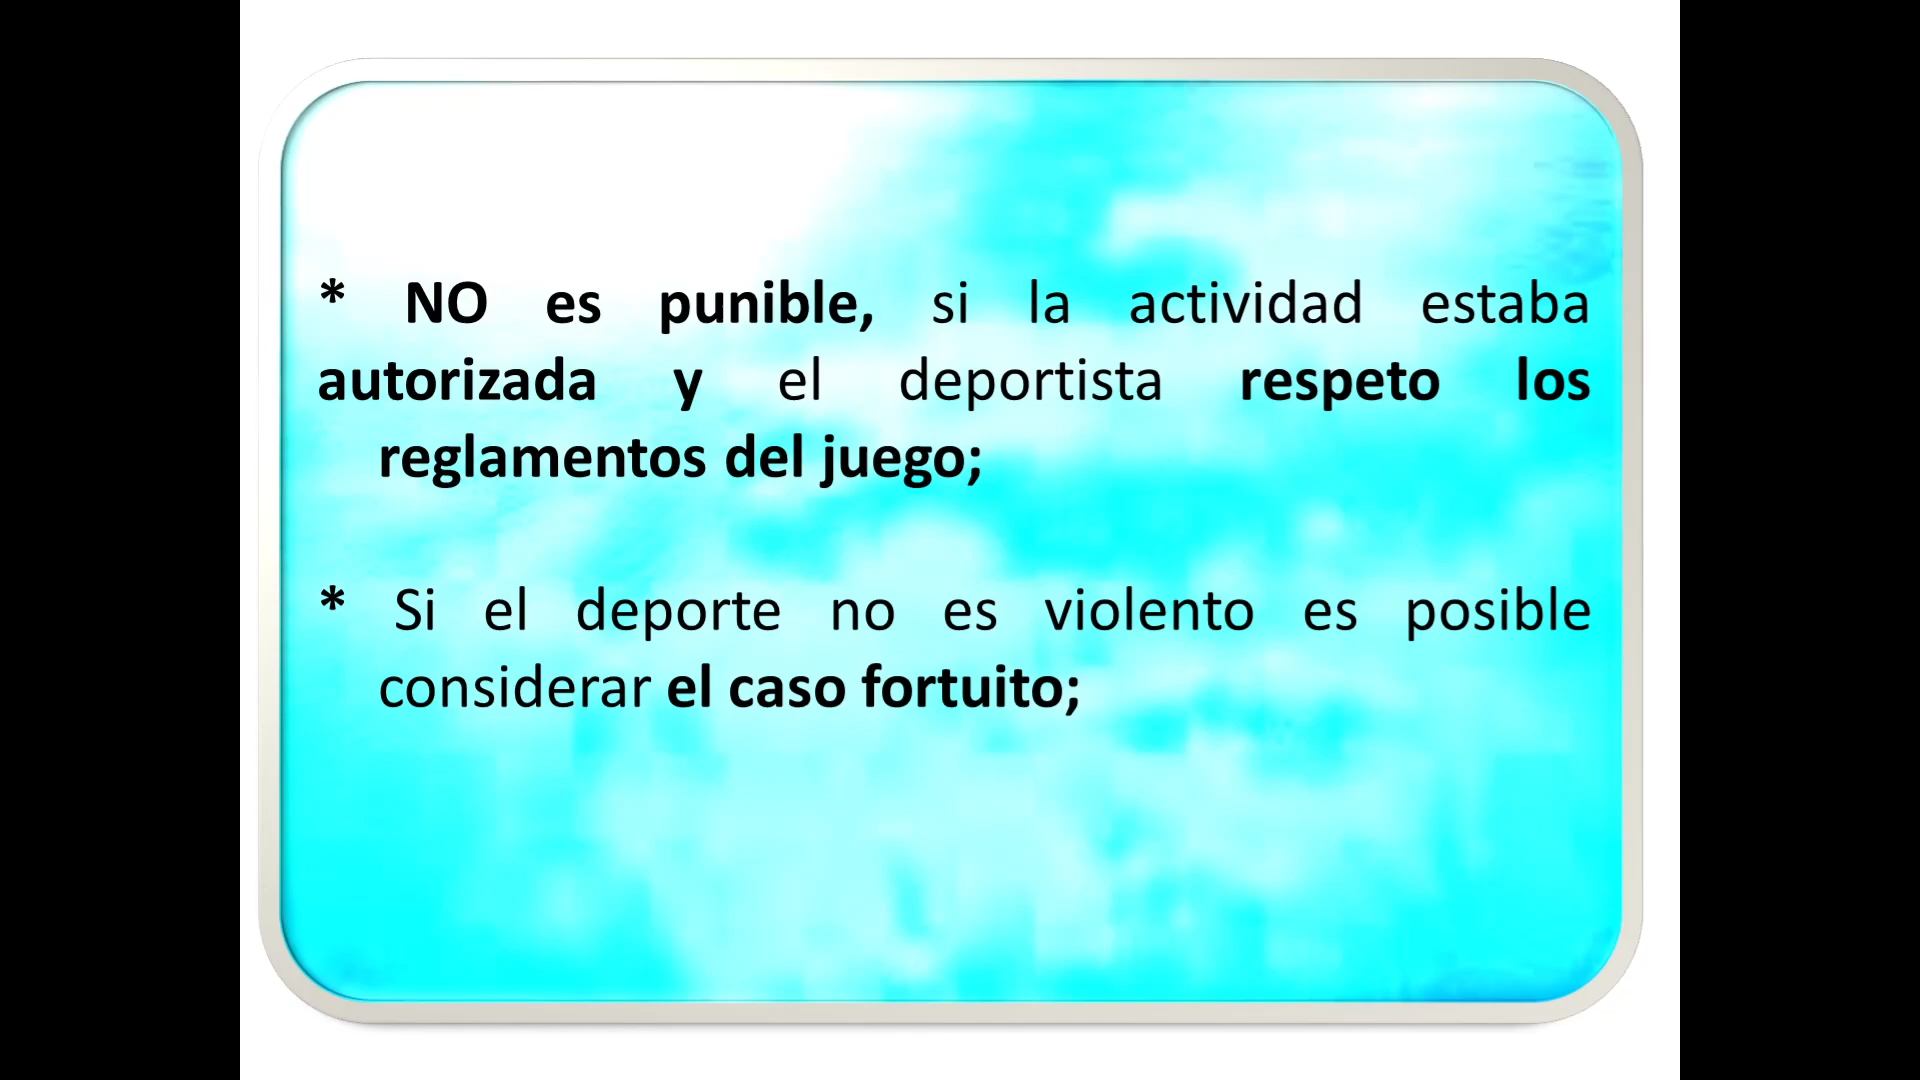 * NO es punible, si la actividad estaba
autorizada y el deportista respeto los
reglamentos del juego;
* Si el deporte no es violento es posible
considerar el caso fortuito;